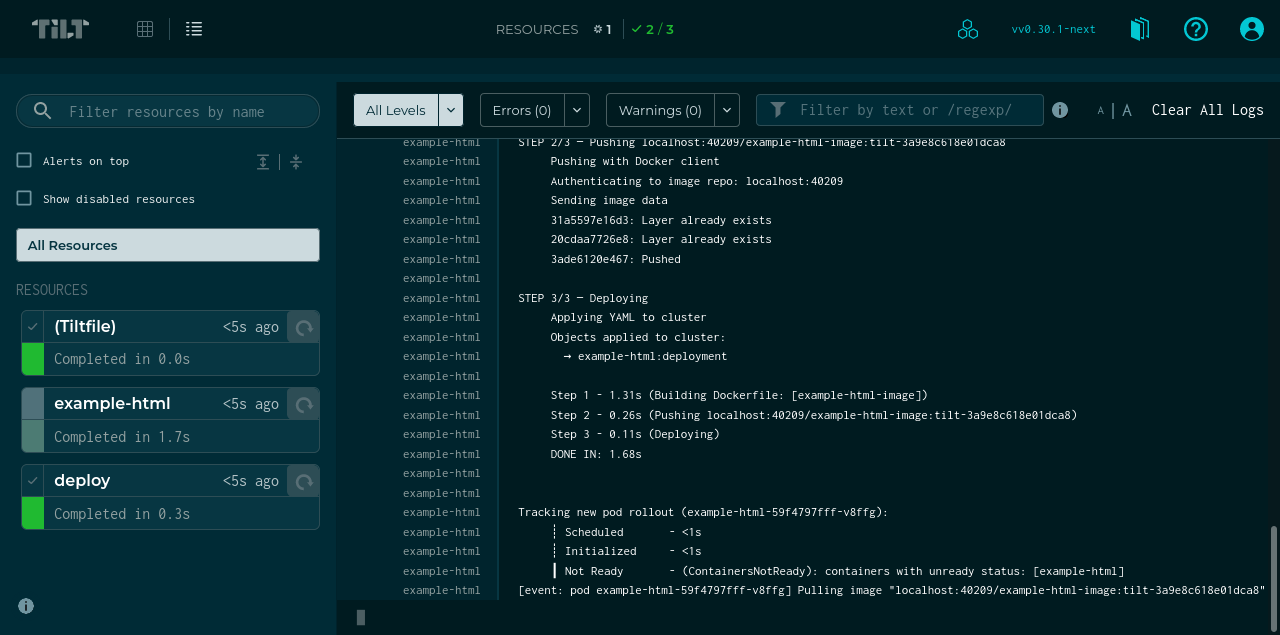 TILT
RESOURCES 1 2 / 3
vv0.30.1-next
Filter resources by name
Alerts on top
Show disabled resources
All Resources
RESOURCES
(Tiltfile) <5s ago
Completed in 0.0s
example-html <5s ago
Completed in 1.7s
deploy <5s ago
Completed in 0.3s
All Levels Errors (0) Warnings (0) Filter by text or /regexp/ A | A Clear All Logs
example-html STEP 2/3 — Pushing localhost:40209/example-html-image:tilt-3a9e8c618e01dca8
example-html Pushing with Docker client
example-html Authenticating to image repo: localhost:40209
example-html Sending image data
example-html 31a5597e16d3: Layer already exists
example-html 20cdaa7726e8: Layer already exists
example-html 3ade6120e467: Pushed
example-html
example-html STEP 3/3 — Deploying
example-html Applying YAML to cluster
example-html Objects applied to cluster:
example-html → example-html:deployment
example-html
example-html Step 1 - 1.31s (Building Dockerfile: [example-html-image])
example-html Step 2 - 0.26s (Pushing localhost:40209/example-html-image:tilt-3a9e8c618e01dca8)
example-html Step 3 - 0.11s (Deploying)
example-html DONE IN: 1.68s
example-html
example-html
example-html Tracking new pod rollout (example-html-59f4797fff-v8ffg):
example-html ┊ Scheduled - <1s
example-html ┊ Initialized - <1s
example-html ┃ Not Ready - (ContainersNotReady): containers with unready status: [example-html]
example-html [event: pod example-html-59f4797fff-v8ffg] Pulling image "localhost:40209/example-html-image:tilt-3a9e8c618e01dca8"